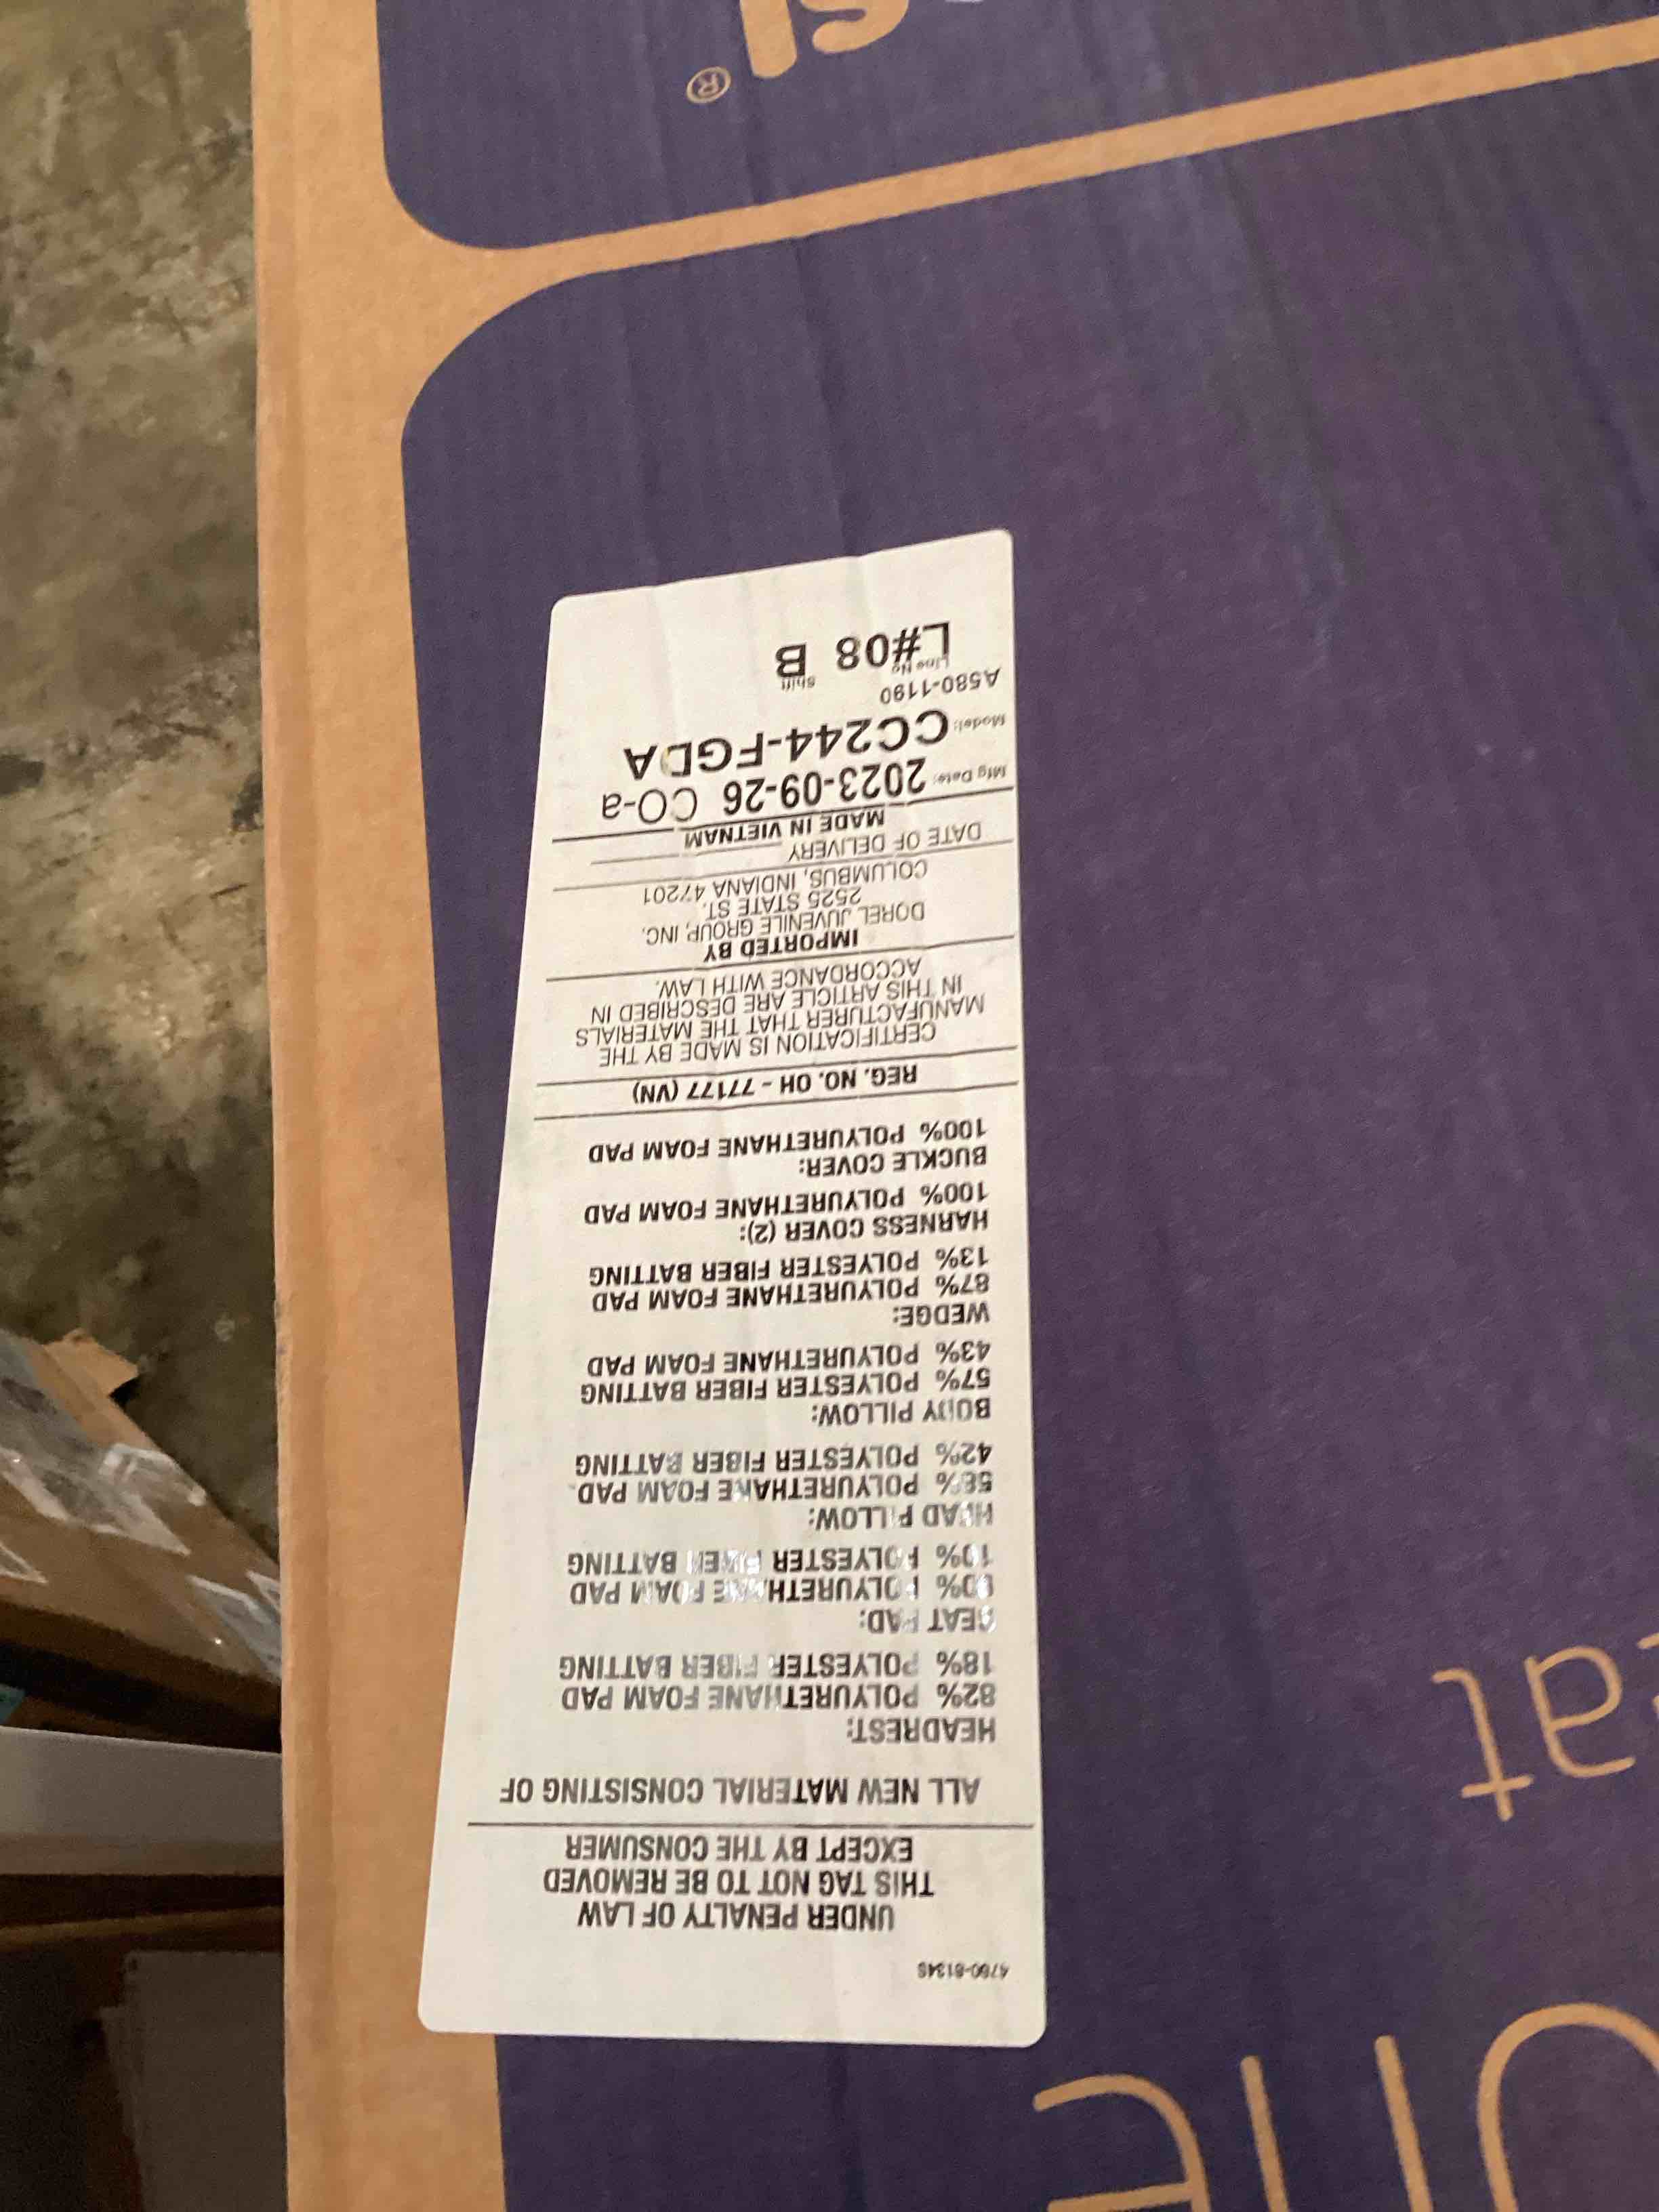 4760-8134S
UNDER PENALTY OF LAW
THIS TAG NOT TO BE REMOVED
EXCEPT BY THE CONSUMER
ALL NEW MATERIAL CONSISTING OF
HEADREST:
82% POLYURETHANE FOAM PAD
18% POLYESTER FIBER BATTING
SEAT PAD:
90% POLYURETHANE FOAM PAD
10% POLYESTER FIBER BATTING
HEAD PILLOW:
58% POLYURETHANE FOAM PAD
42% POLYESTER FIBER BATTING
BODY PILLOW:
57% POLYESTER FIBER BATTING
43% POLYURETHANE FOAM PAD
WEDGE:
87% POLYURETHANE FOAM PAD
13% POLYESTER FIBER BATTING
HARNESS COVER (2):
100% POLYURETHANE FOAM PAD
BUCKLE COVER:
100% POLYURETHANE FOAM PAD
REG. NO. OH - 77177 (VN)
CERTIFICATION IS MADE BY THE
MANUFACTURER THAT THE MATERIALS
IN THIS ARTICLE ARE DESCRIBED IN
ACCORDANCE WITH LAW.
IMPORTED BY
DOREL JUVENILE GROUP, INC.
2525 STATE ST.
COLUMBUS, INDIANA 47201
DATE OF DELIVERY
MADE IN VIETNAM
Mfg Date: 2023-09-26 CO-a
Model: CC244-FGDA
A580-1190
Line No Shift
L#08 B
®